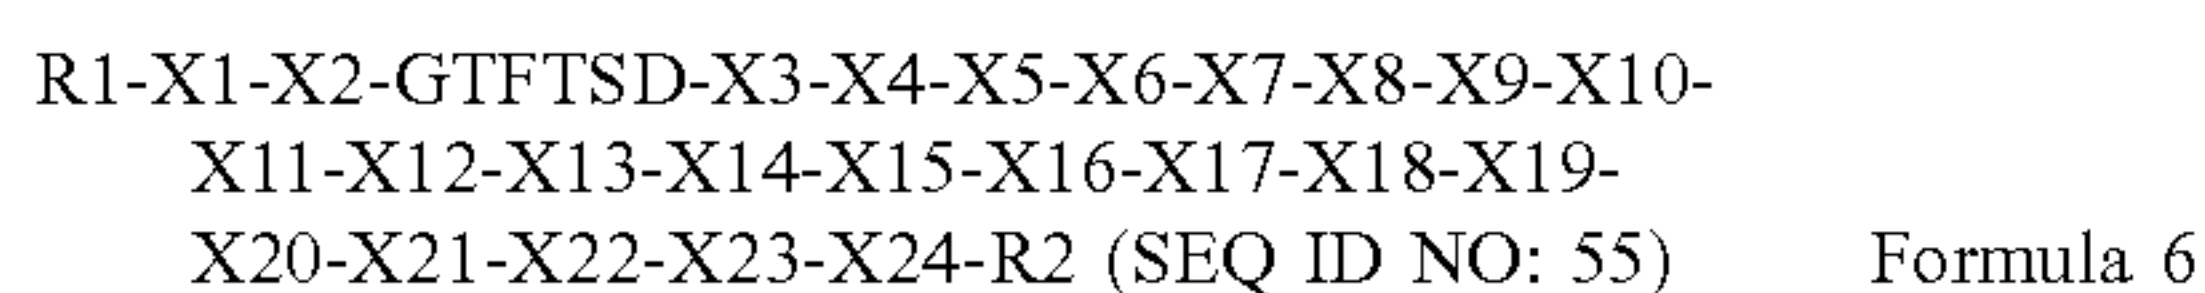 R1-X1-X2-GTFTSD-X3-X4-X5-X6-X7-X8-X9-X10-
X11-X12-X13-X14-X15-X16-X17-X18-X19-
X20-X21-X22-X23-X24-R2 (SEQ ID NO: 55) Formula 6